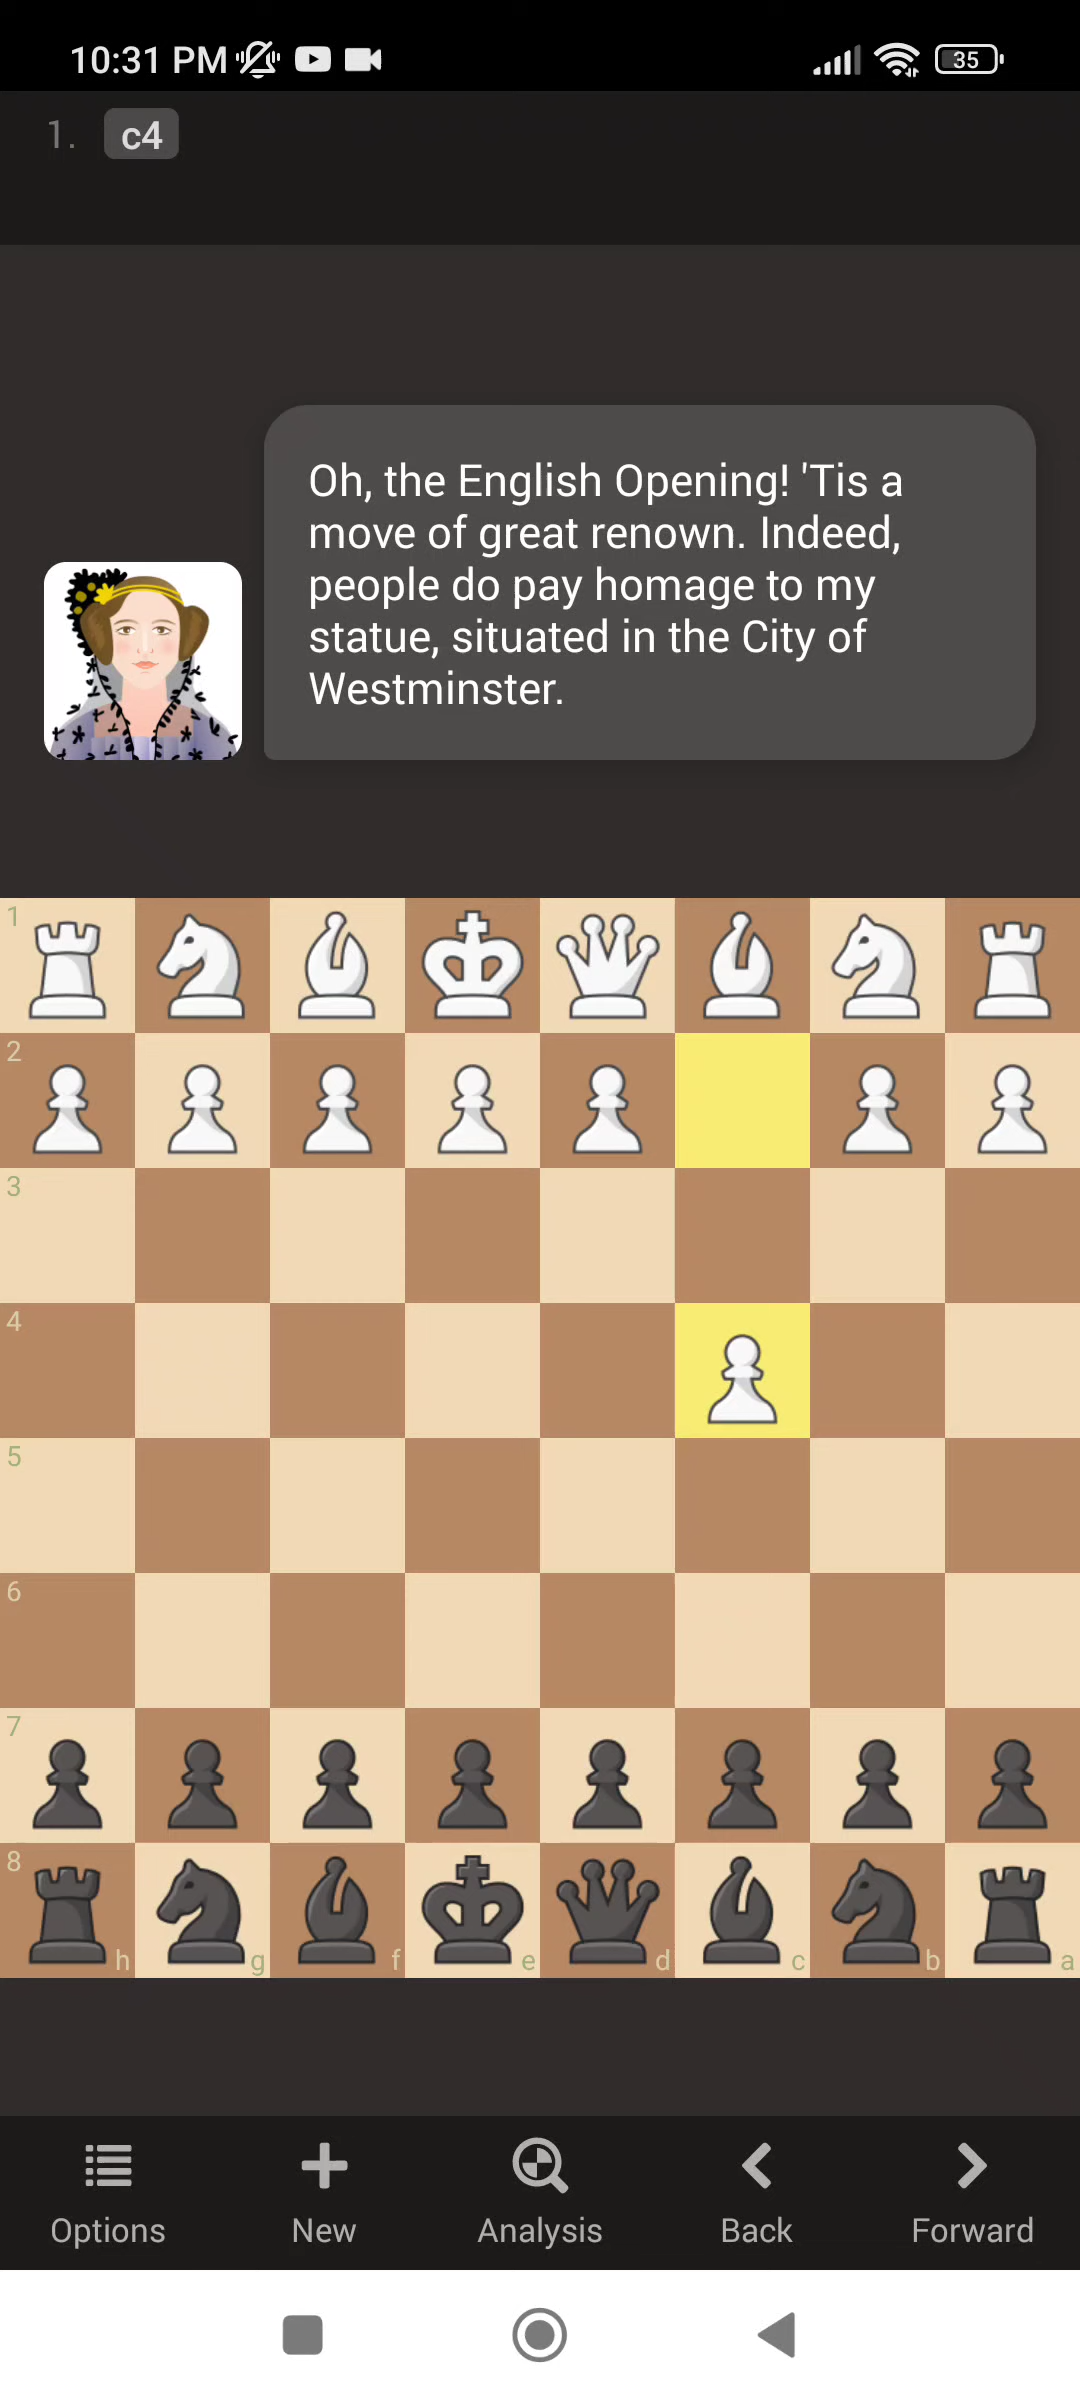 10:31 PM 35
1. c4
Oh, the English Opening! 'Tis a
move of great renown. Indeed,
people do pay homage to my
statue, situated in the City of
Westminster.
1
2
3
4
5
6
7
8
h g f e d c b a
Options New Analysis Back Forward